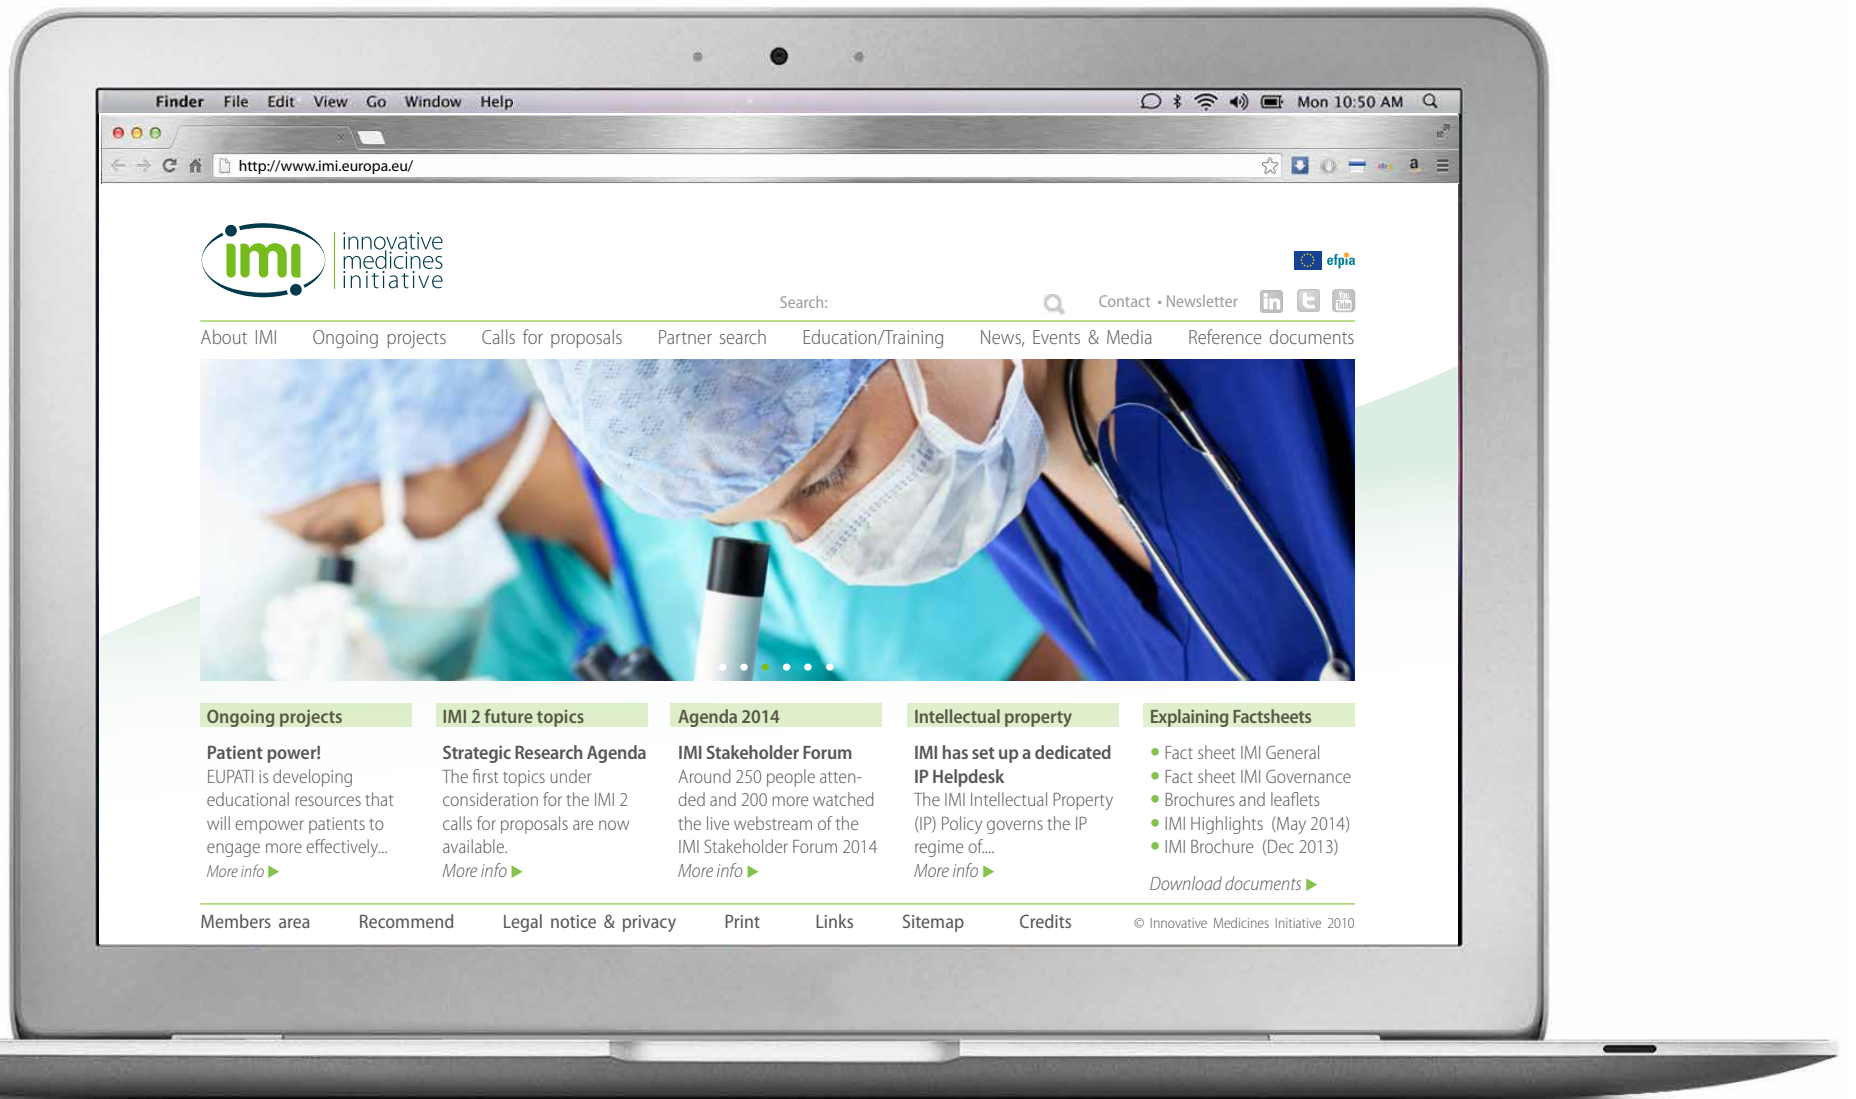 Finder File Edit View Go Window Help Mon 10:50 AM
http://www.imi.europa.eu/ a
imi
innovative
medicines
initiative
efpia
Search: Contact • Newsletter in t You Tube
About IMI Ongoing projects Calls for proposals Partner search Education/Training News, Events & Media Reference documents
Ongoing projects
Patient power!
EUPATI is developing
educational resources that
will empower patients to
engage more effectively...
More info
IMI 2 future topics
Strategic Research Agenda
The first topics under
consideration for the IMI 2
calls for proposals are now
available.
More info
Agenda 2014
IMI Stakeholder Forum
Around 250 people atten-
ded and 200 more watched
the live webstream of the
IMI Stakeholder Forum 2014
More info
Intellectual property
IMI has set up a dedicated
IP Helpdesk
The IMI Intellectual Property
(IP) Policy governs the IP
regime of....
More info
Explaining Factsheets
• Fact sheet IMI General
• Fact sheet IMI Governance
• Brochures and leaflets
• IMI Highlights (May 2014)
• IMI Brochure (Dec 2013)
Download documents
Members area Recommend Legal notice & privacy Print Links Sitemap Credits © Innovative Medicines Initiative 2010